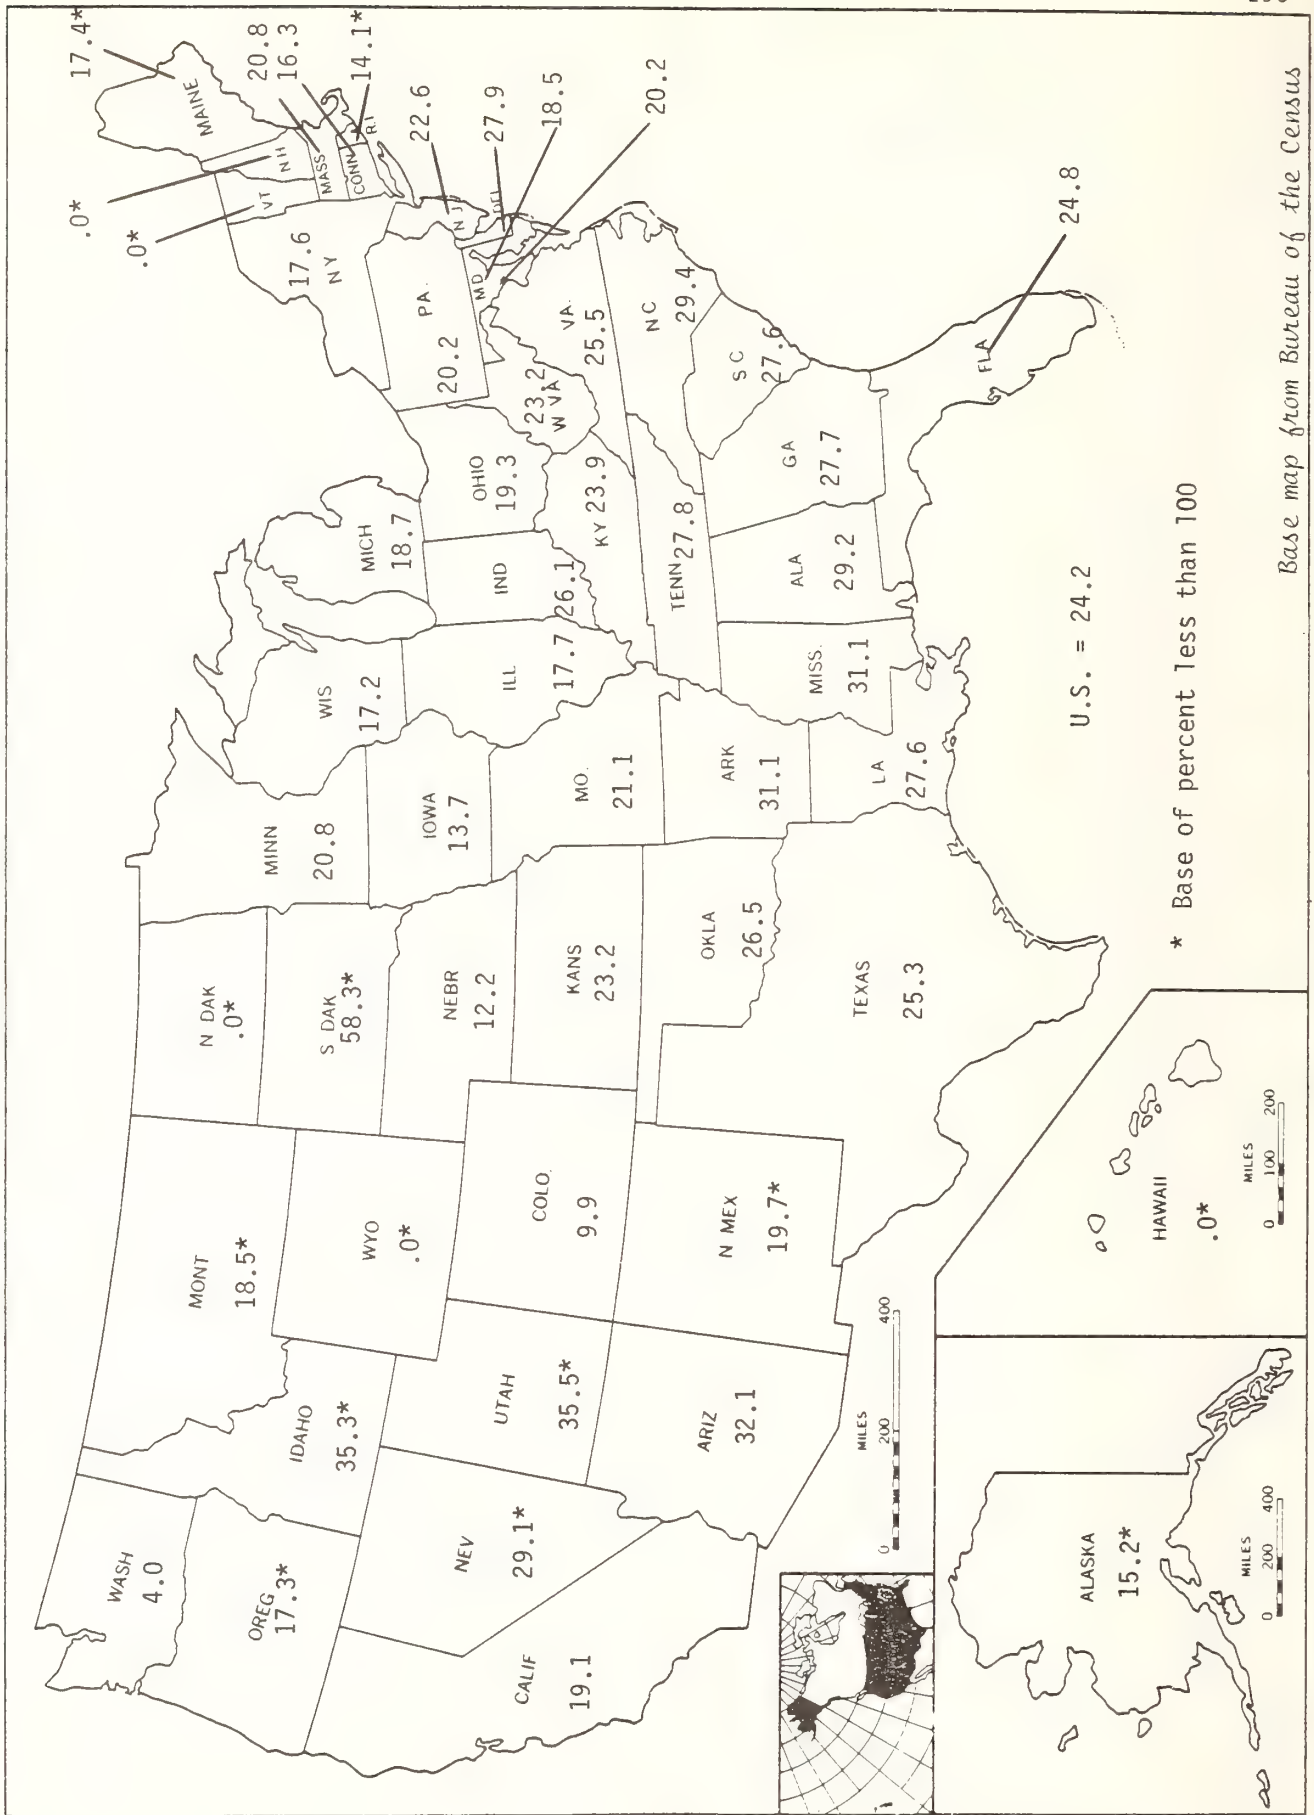 WASH
4.0
OREG
17.3*
CALIF
19.1
NEV
29.1*
IDAHO
35.3*
MONT
18.5*
WYO
.0*
UTAH
35.5*
ARIZ
32.1
COLO.
9.9
N MEX
19.7*
N DAK
.0*
S DAK
58.3*
NEBR
12.2
KANS
23.2
OKLA
26.5
TEXAS
25.3
MINN
20.8
IOWA
13.7
MO.
21.1
ARK
31.1
LA
27.6
WIS
17.2
ILL
17.7
MICH
18.7
IND
26.1
OHIO
19.3
KY 23.9
TENN 27.8
MISS.
31.1
ALA
29.2
GA
27.7
FLA
24.8
S C
27.6
N C
29.4
VA.
25.5
W VA
23.2
PA.
20.2
17.6
N Y
VT
.0*
N H
.0*
MAINE
17.4*
MASS
20.8
CONN
16.3
R.I
14.1*
N J
22.6
DEL
27.9
MD
18.5
20.2
MILES
0 200 400
ALASKA
15.2*
MILES
0 200 400
HAWAII
.0*
MILES
0 100 200
U.S. = 24.2
* Base of percent less than 100
Base map from Bureau of the Census